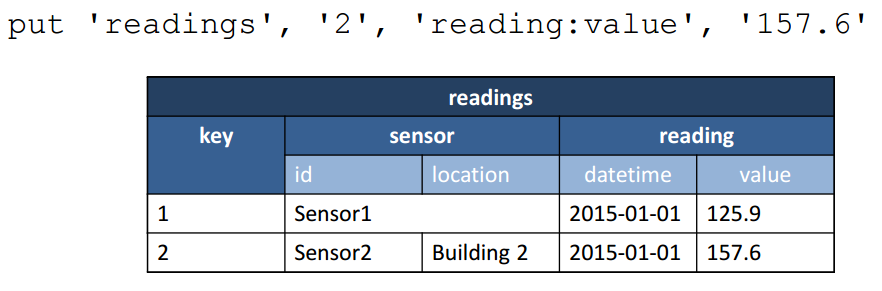 put 'readings', '2', 'reading:value', '157.6'
readings
key sensor reading
id location datetime value
1 Sensor1 2015-01-01 125.9
2 Sensor2 Building 2 2015-01-01 157.6